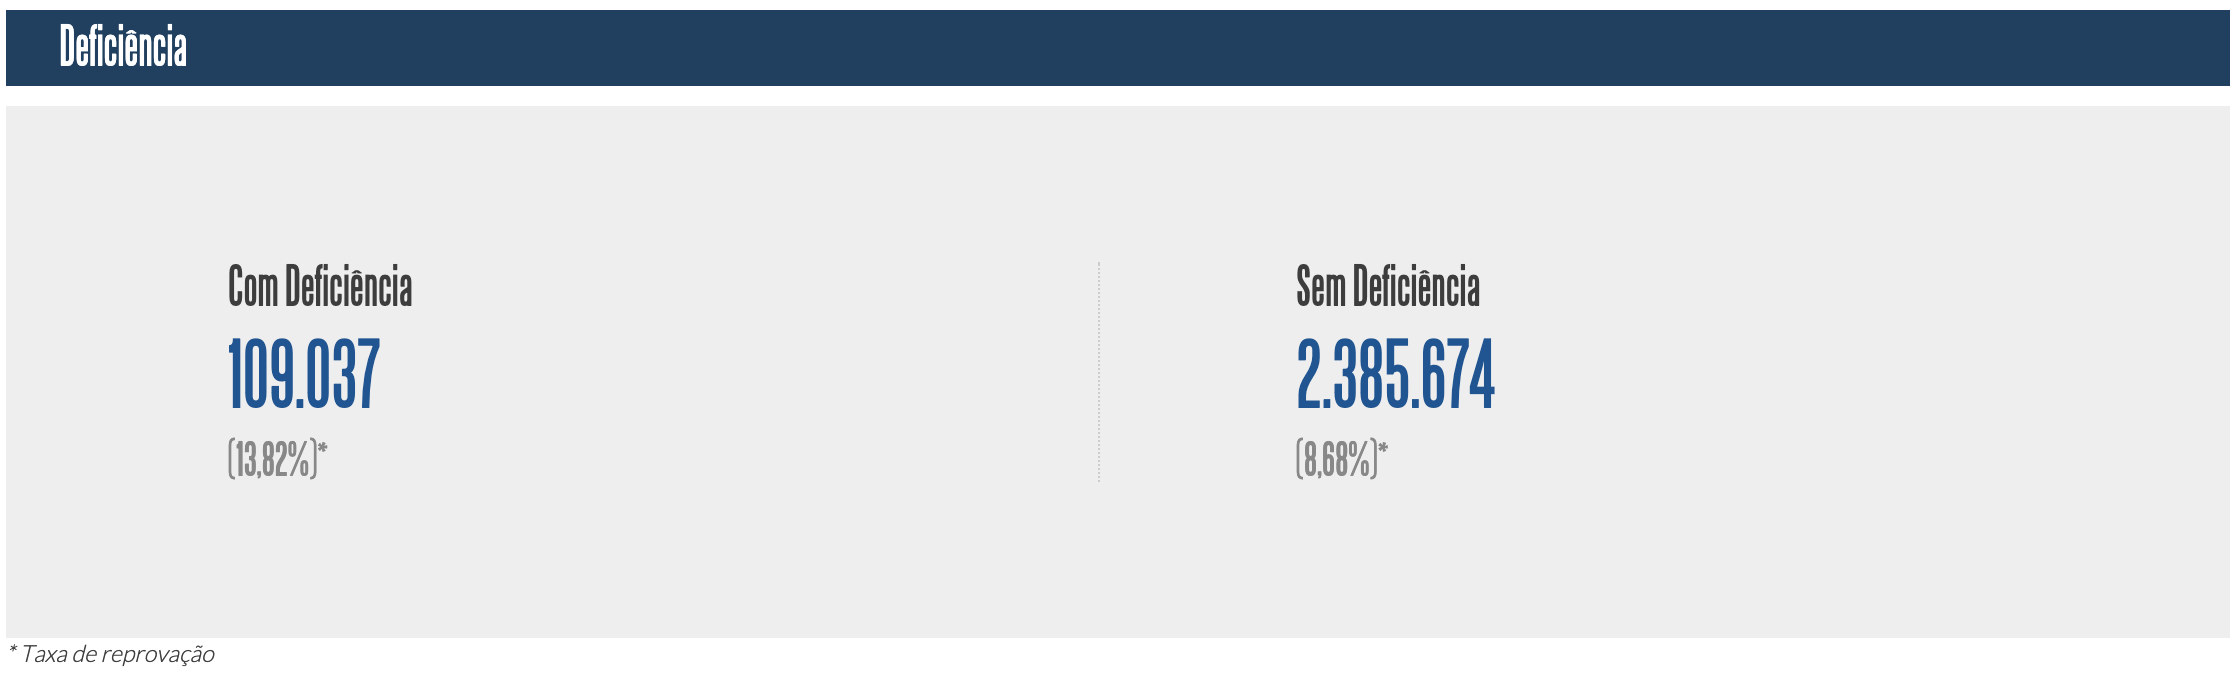 Deficiência
Com Deficiência
109.037
(13,82%)*
Sem Deficiência
2.385.674
(8,68%)*
* Taxa de reprovação